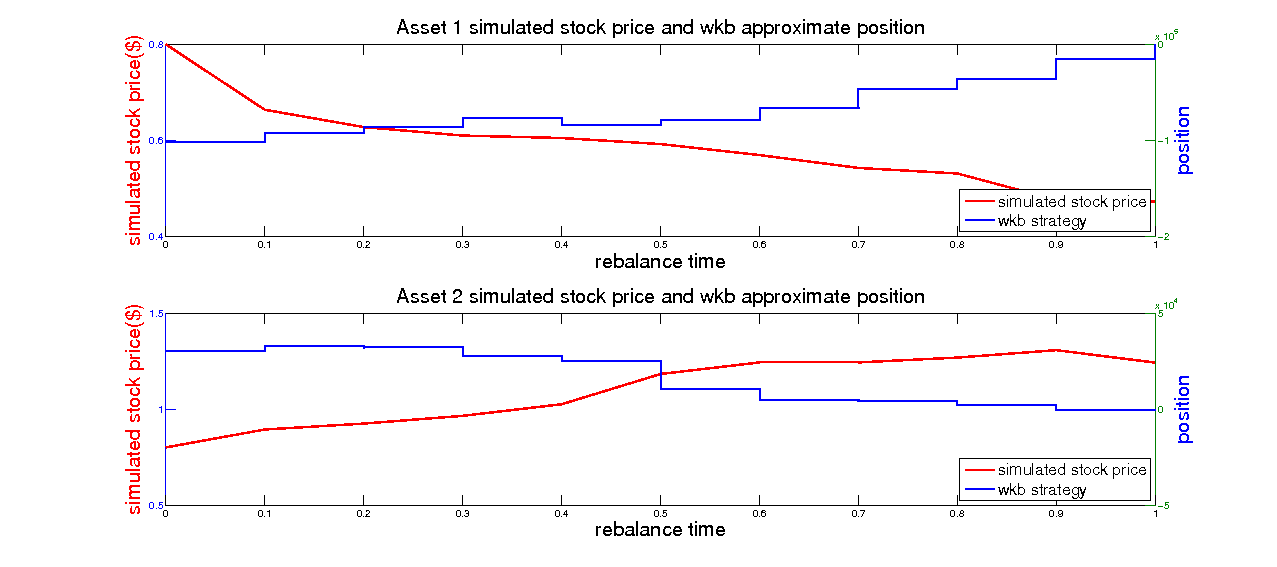 Asset 1 simulated stock price and wkb approximate position
x 10^5
simulated stock price($)
0.8
0.6
0.4
0
-1
-2
position
simulated stock price
wkb strategy
0 0.1 0.2 0.3 0.4 0.5 0.6 0.7 0.8 0.9 1
rebalance time
Asset 2 simulated stock price and wkb approximate position
x 10^4
simulated stock price($)
1.5
1
0.5
5
0
-5
position
simulated stock price
wkb strategy
0 0.1 0.2 0.3 0.4 0.5 0.6 0.7 0.8 0.9 1
rebalance time